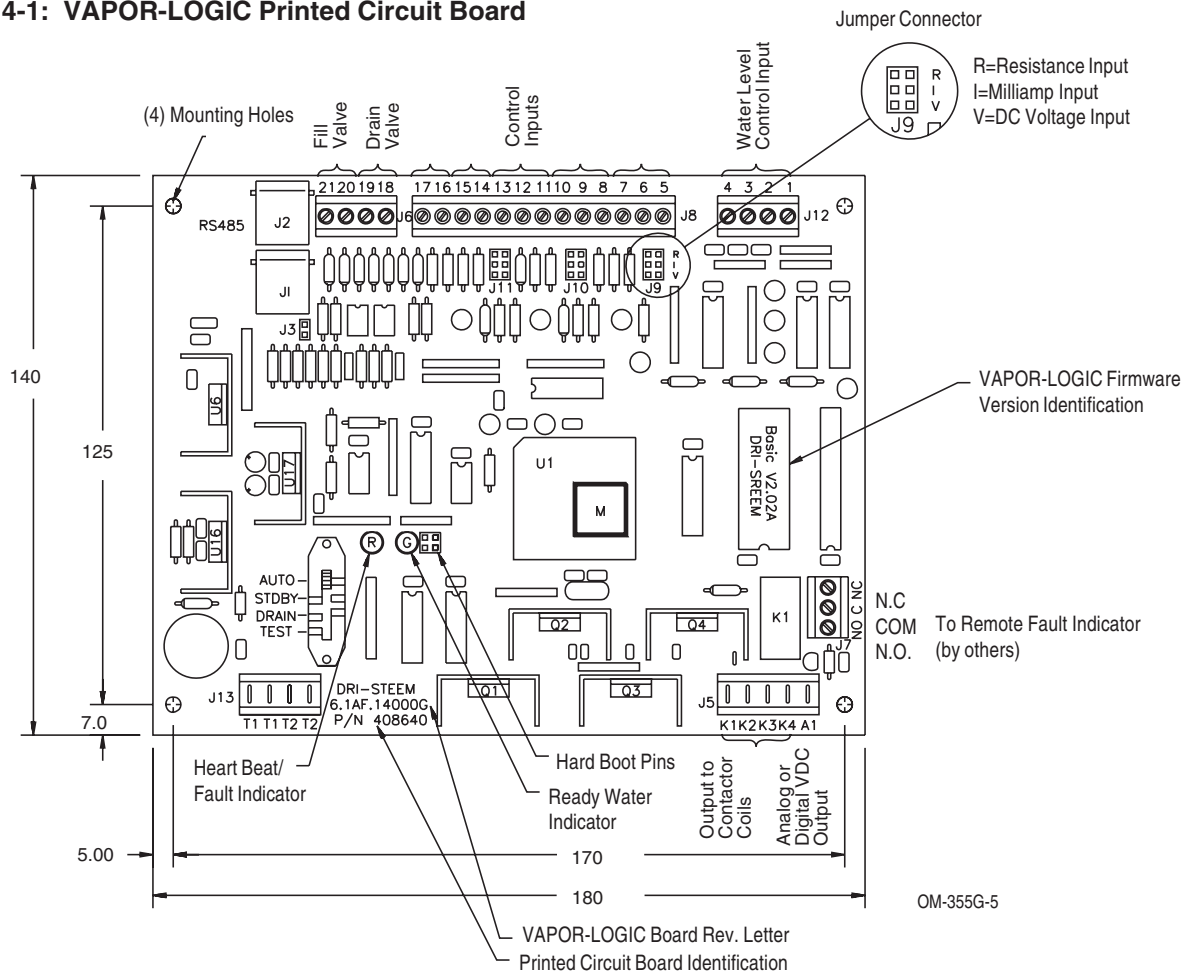 4-1: VAPOR-LOGIC Printed Circuit Board
Jumper Connector
R
I
V
J9
R=Resistance Input
I=Milliamp Input
V=DC Voltage Input
(4) Mounting Holes
Fill
Valve
Drain
Valve
Control
Inputs
Water Level
Control Input
21 20 19 18
17 16 15 14 13 12 11 10 9 8 7 6 5
4 3 2 1
RS485
J2
J6
J8
J12
J1
J11
J10
J9
R
I
V
J3
140
125
7.0
U6
U17
U16
U1
M
Basic V2.02A
DRI-SREEM
VAPOR-LOGIC Firmware
Version Identification
R
G
AUTO
STDBY
DRAIN
TEST
K1
NO C NC
J7
N.C
COM
N.O.
To Remote Fault Indicator
(by others)
Q2
Q4
Q1
Q3
J13
T1 T1 T2 T2
DRI-STEEM
6.1AF.14000G
P/N 408640
J5
K1 K2 K3 K4 A1
Heart Beat/
Fault Indicator
Hard Boot Pins
Ready Water
Indicator
Output to
Contactor
Coils
Analog or
Digital VDC
Output
5.00
170
180
OM-355G-5
VAPOR-LOGIC Board Rev. Letter
Printed Circuit Board Identification